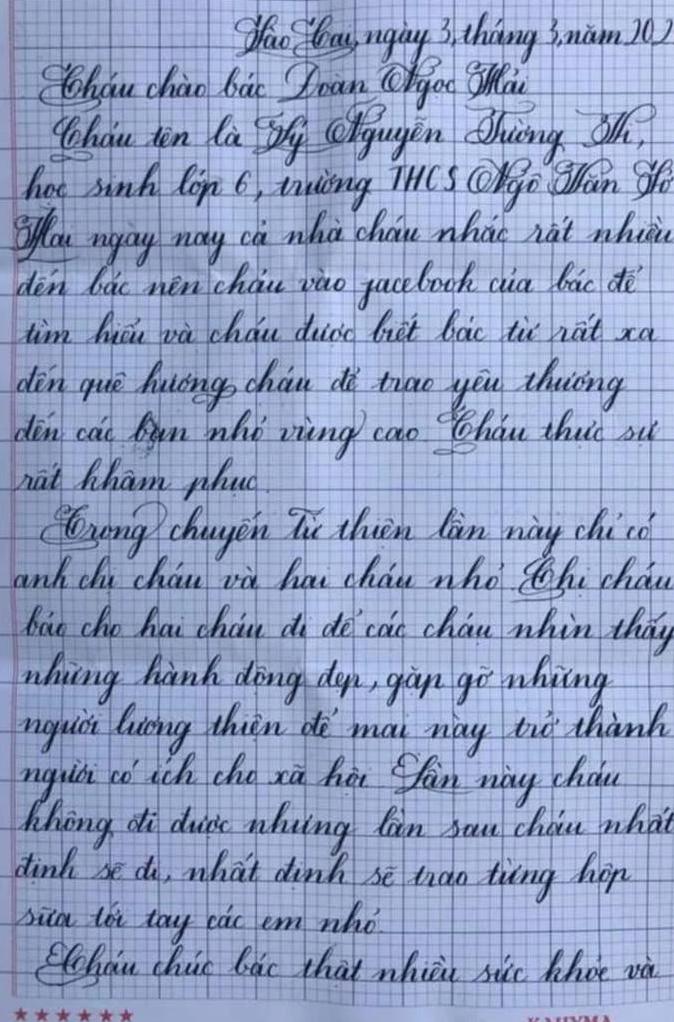 Lào Cai, ngày 3, tháng 3, năm 202
Cháu chào bác Đoàn Ngọc Hải
Cháu tên là Lý Nguyễn Tường Vi,
học sinh lớp 6, trường THCS Ngô Văn Sở
Hai ngày nay cả nhà cháu nhắc rất nhiều
đến bác nên cháu vào facebook của bác để
tìm hiểu và cháu được biết bác từ rất xa
đến quê hương cháu để trao yêu thương
đến các bạn nhỏ vùng cao Cháu thực sự
rất khâm phục.
Trong chuyến từ thiện lần này chỉ có
anh chị cháu và hai cháu nhỏ Chị cháu
bảo cho hai cháu đi để các cháu nhìn thấy
những hành động đẹp, gặp gỡ những
người lương thiện để mai này trở thành
người có ích cho xã hội Lần này cháu
không đi được nhưng lần sau cháu nhất
định sẽ đi, nhất định sẽ trao từng hộp
sữa tới tay các em nhỏ.
Cháu chúc bác thật nhiều sức khỏe và